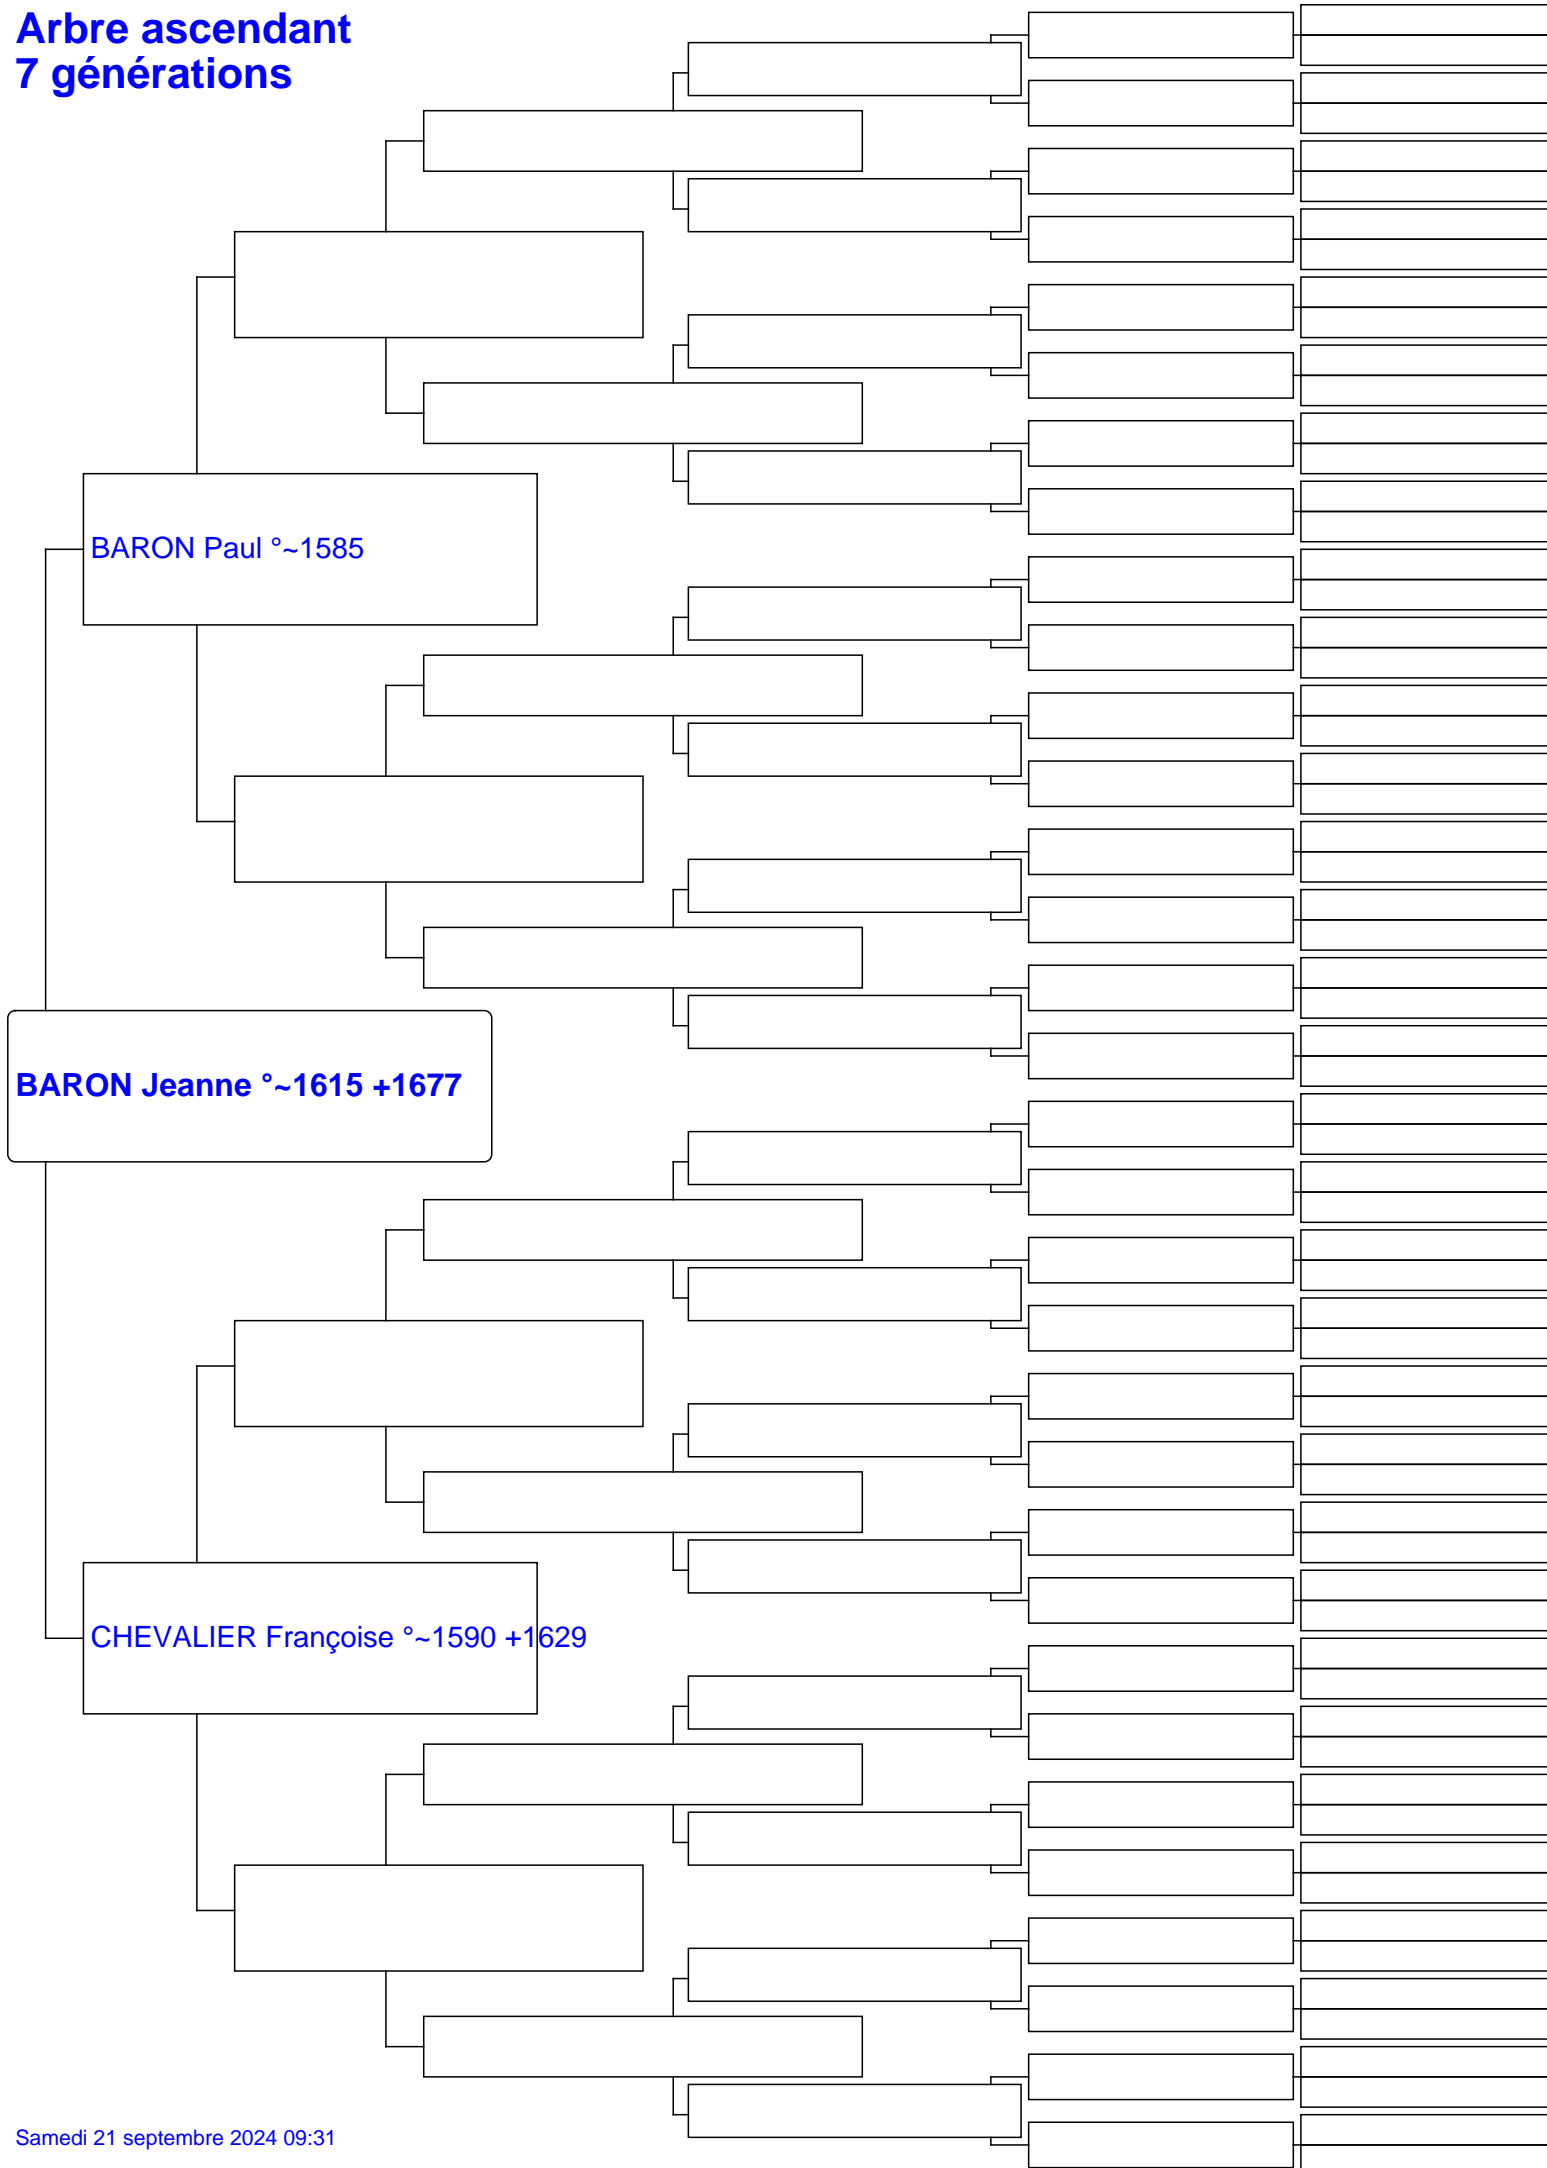 Arbre ascendant
7 générations
BARON Paul °~1585
BARON Jeanne °~1615 +1677
CHEVALIER Françoise °~1590 +1629
Samedi 21 septembre 2024 09:31